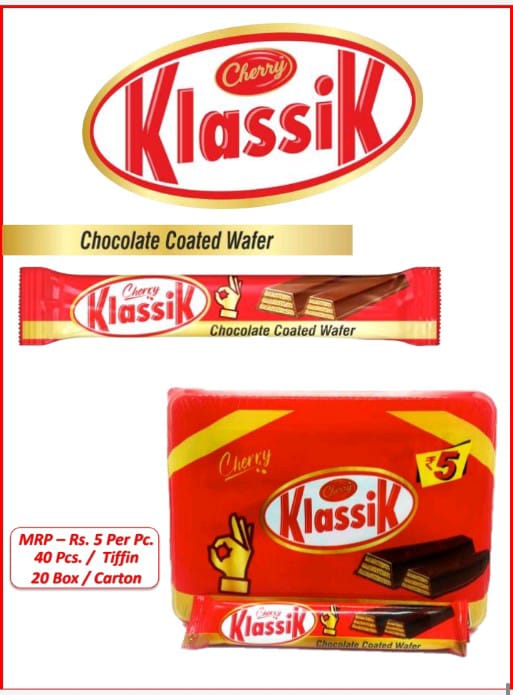 Cherry
KlassiK
Chocolate Coated Wafer
Cherry
KlassiK
Chocolate Coated Wafer
Cherry
₹5
Cherry
KlassiK
MRP – Rs. 5 Per Pc.
40 Pcs. / Tiffin
20 Box / Carton
Cherry
KlassiK
Chocolate Coated Wafer